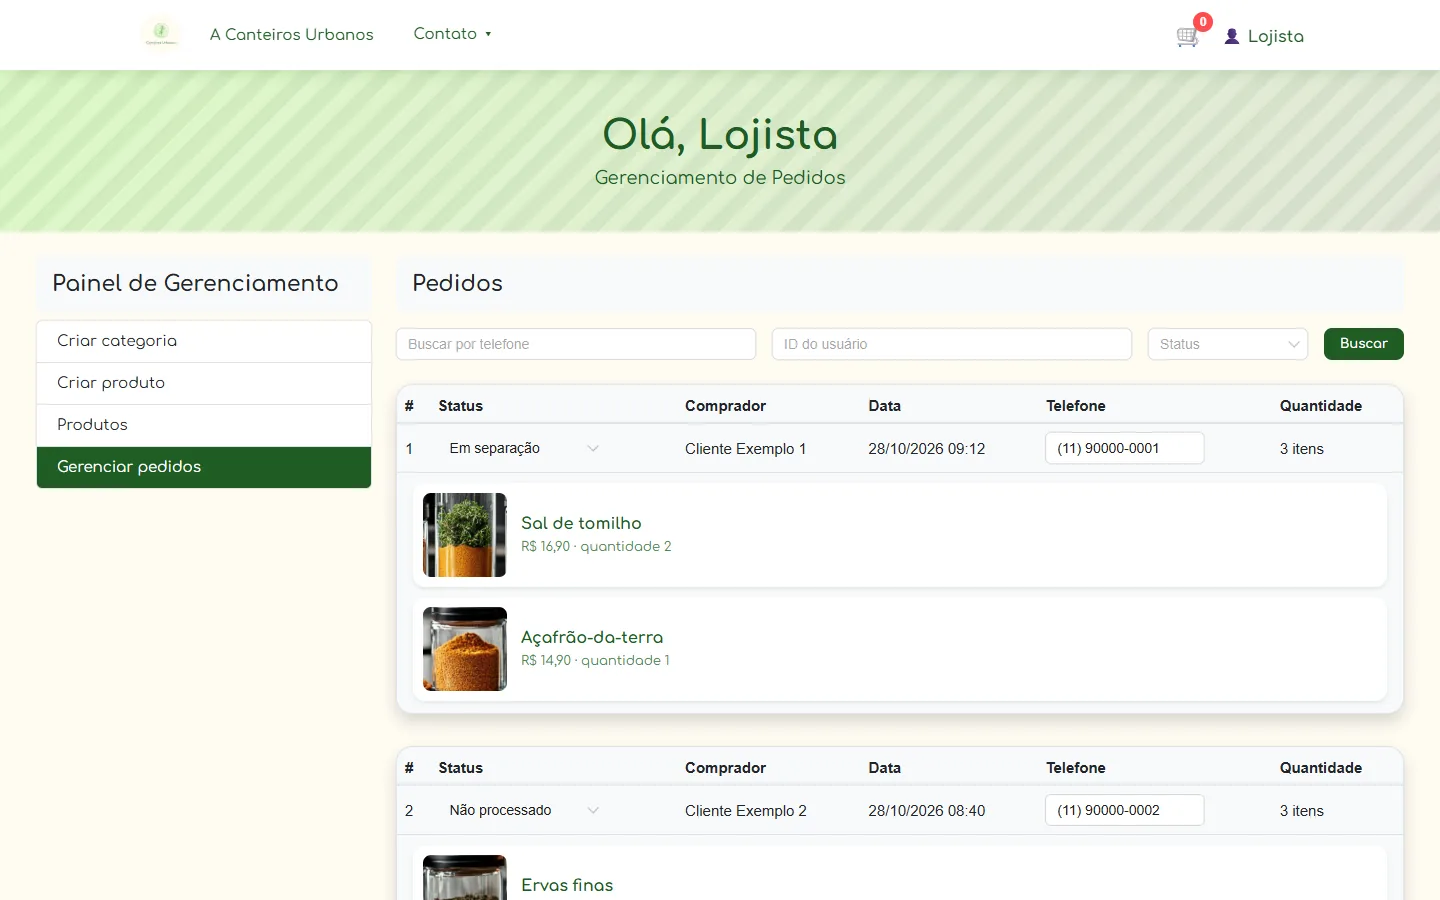 A Canteiros Urbanos
Contato ▾
0
Lojista
Olá, Lojista
Gerenciamento de Pedidos
Painel de Gerenciamento
Criar categoria
Criar produto
Produtos
Gerenciar pedidos
Pedidos
Buscar por telefone
ID do usuário
Status
Buscar
# Status Comprador Data Telefone Quantidade
1 Em separação Cliente Exemplo 1 28/10/2026 09:12 (11) 90000-0001 3 itens
Sal de tomilho
R$ 16,90 · quantidade 2
Açafrão-da-terra
R$ 14,90 · quantidade 1
# Status Comprador Data Telefone Quantidade
2 Não processado Cliente Exemplo 2 28/10/2026 08:40 (11) 90000-0002 3 itens
Ervas finas